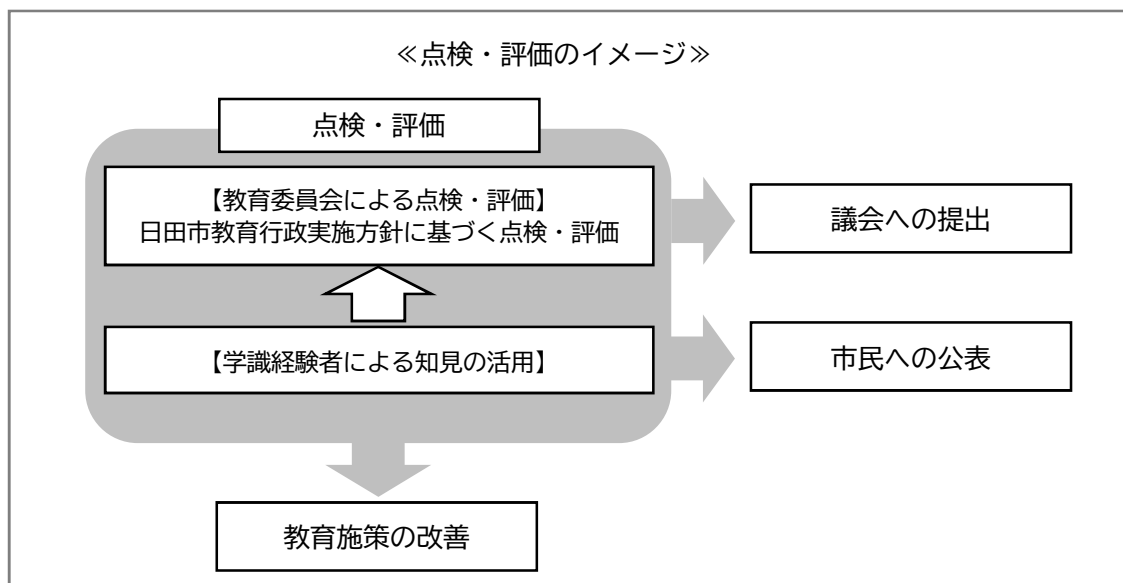 ≪点検・評価のイメージ≫
点検・評価
【教育委員会による点検・評価】
日田市教育行政実施方針に基づく点検・評価
議会への提出
【学識経験者による知見の活用】
市民への公表
教育施策の改善